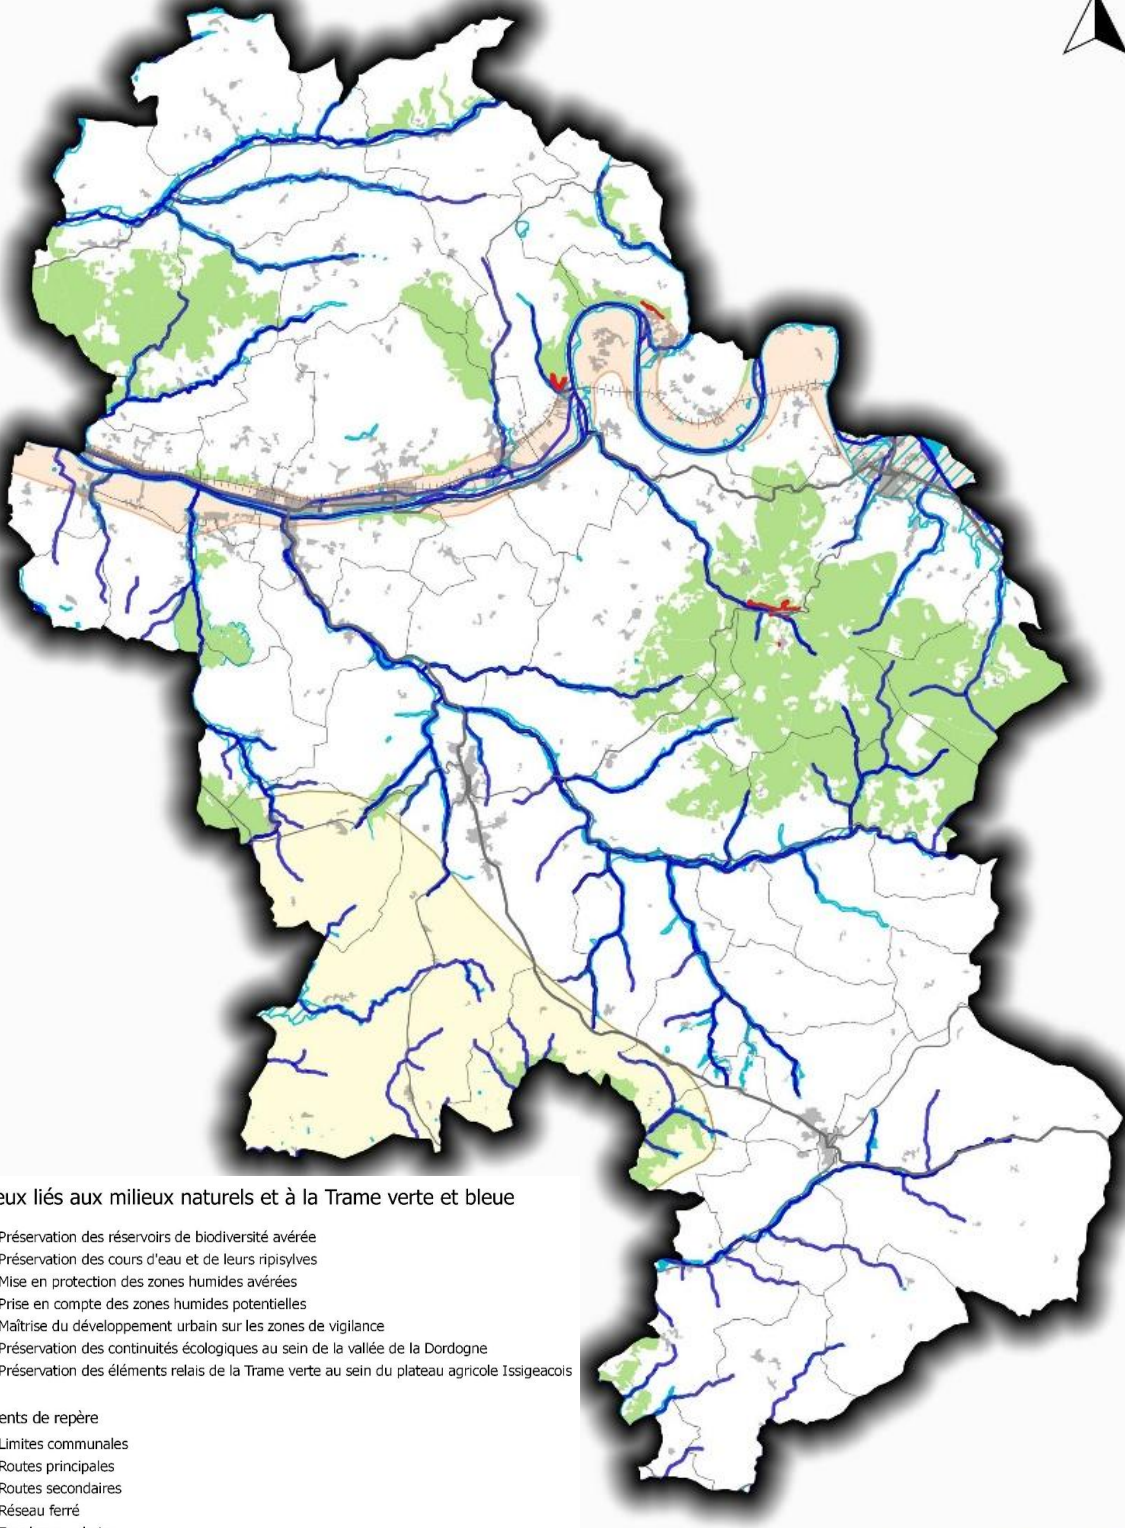 eux liés aux milieux naturels et à la Trame verte et bleue
Préservation des réservoirs de biodiversité avérée
Préservation des cours d'eau et de leurs ripisylves
Mise en protection des zones humides avérées
Prise en compte des zones humides potentielles
Maîtrise du développement urbain sur les zones de vigilance
Préservation des continuités écologiques au sein de la vallée de la Dordogne
Préservation des éléments relais de la Trame verte au sein du plateau agricole Issigeacois
ents de repère
Limites communales
Routes principales
Routes secondaires
Réseau ferré